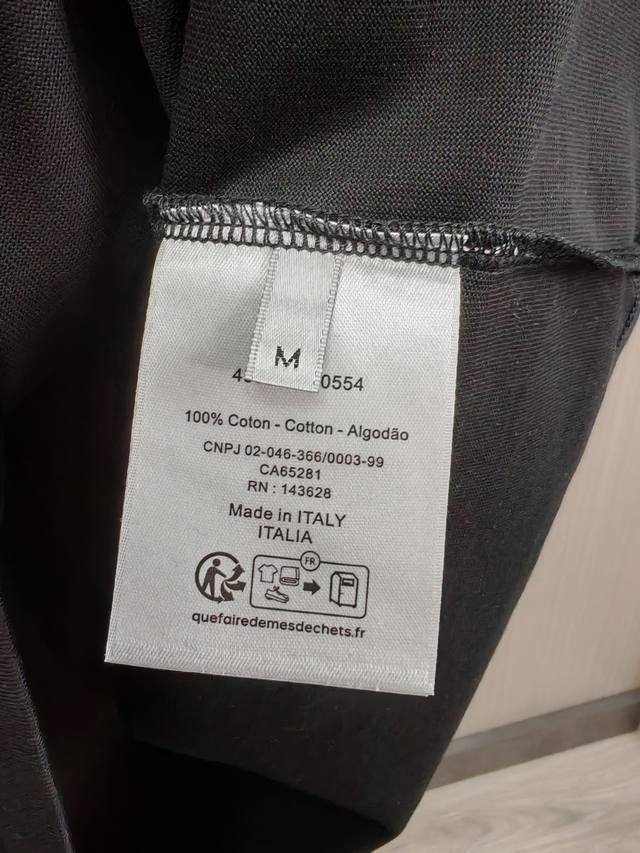 M
0554
100% Coton - Cotton - Algodão
CNPJ 02-046-366/0003-99
CA65281
RN : 143628
Made in ITALY
ITALIA
FR
quefairedemesdechets.fr